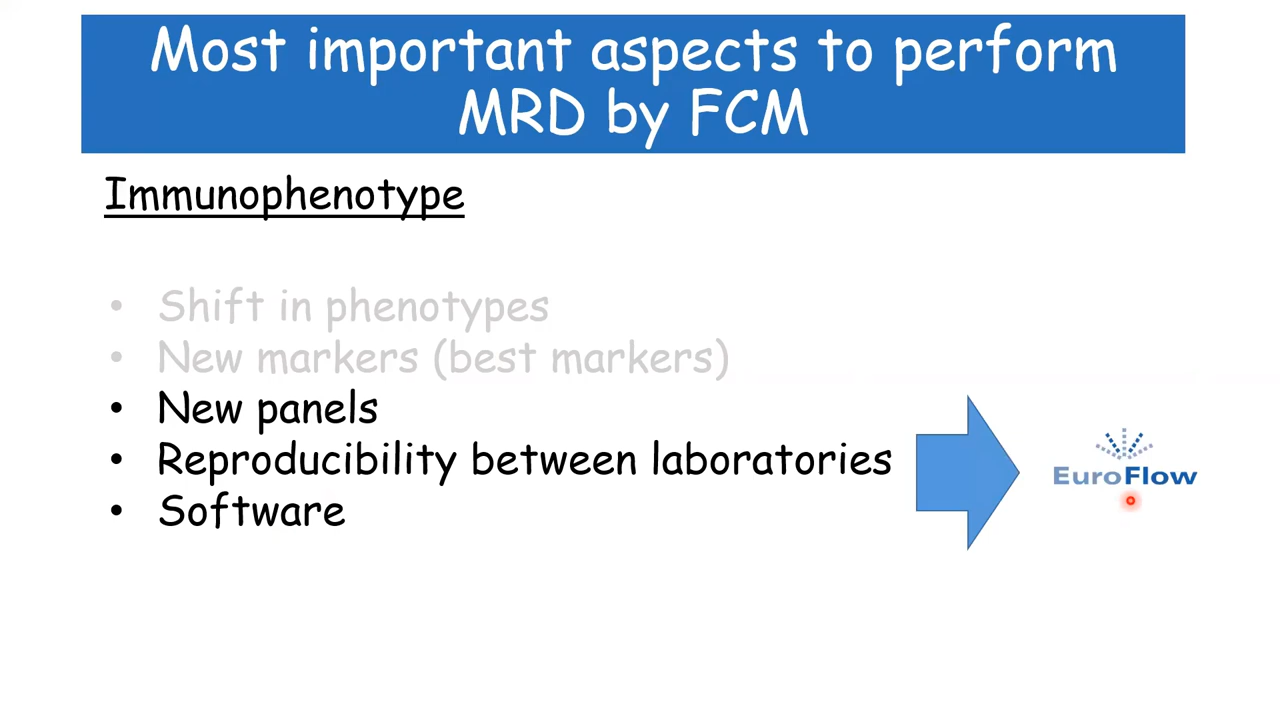 Most important aspects to perform
MRD by FCM
Immunophenotype
• Shift in phenotypes
• New markers (best markers)
• New panels
• Reproducibility between laboratories
• Software
EuroFlow